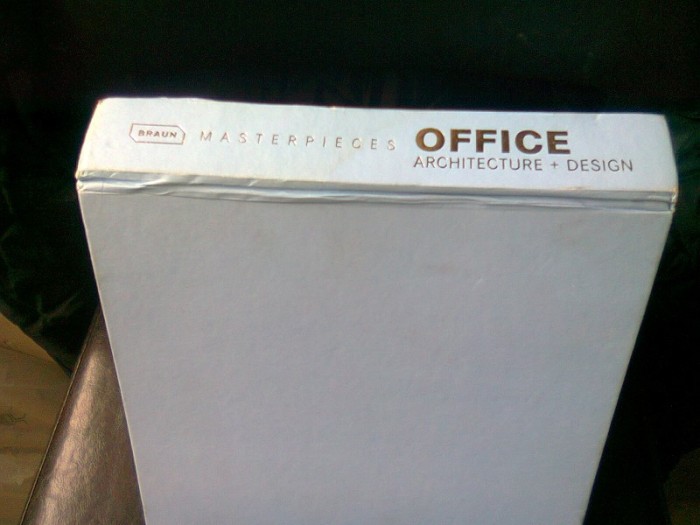 BRAUN MASTERPIECES OFFICE
ARCHITECTURE + DESIGN